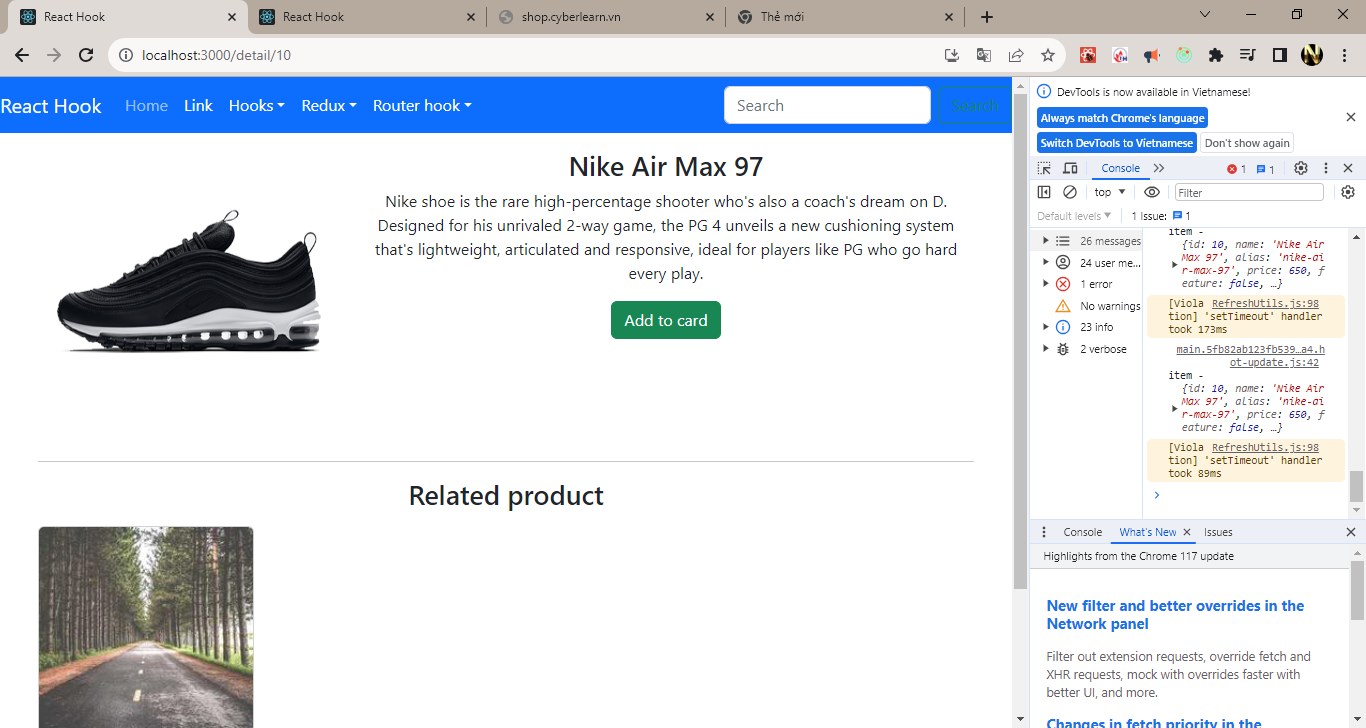 React Hook
React Hook
shop.cyberlearn.vn
Thẻ mới
localhost:3000/detail/10
React Hook
Home
Link
Hooks
Redux
Router hook
Search
Search
Nike Air Max 97
Nike shoe is the rare high-percentage shooter who's also a coach's dream on D.
Designed for his unrivaled 2-way game, the PG 4 unveils a new cushioning system
that's lightweight, articulated and responsive, ideal for players like PG who go hard
every play.
Add to card
Related product
DevTools is now available in Vietnamese!
Always match Chrome's language
Switch DevTools to Vietnamese
Don't show again
Console
1
1
top
Filter
Default levels
1 Issue:
1
26 messages
24 user me...
1 error
No warnings
23 info
2 verbose
item -
{id: 10, name: 'Nike Air
Max 97', alias: 'nike-ai
r-max-97', price: 650, f
eature: false, …}
[Viola RefreshUtils.js:98
tion] 'setTimeout' handler
took 173ms
main.5fb82ab123fb539…a4.h
ot-update.js:42
item -
{id: 10, name: 'Nike Air
Max 97', alias: 'nike-ai
r-max-97', price: 650, f
eature: false, …}
[Viola RefreshUtils.js:98
tion] 'setTimeout' handler
took 89ms
Console
What's New
Issues
Highlights from the Chrome 117 update
New filter and better overrides in the
Network panel
Filter out extension requests, override fetch and
XHR requests, mock with overrides faster with
better UI, and more.
Changes in fetch priority in the